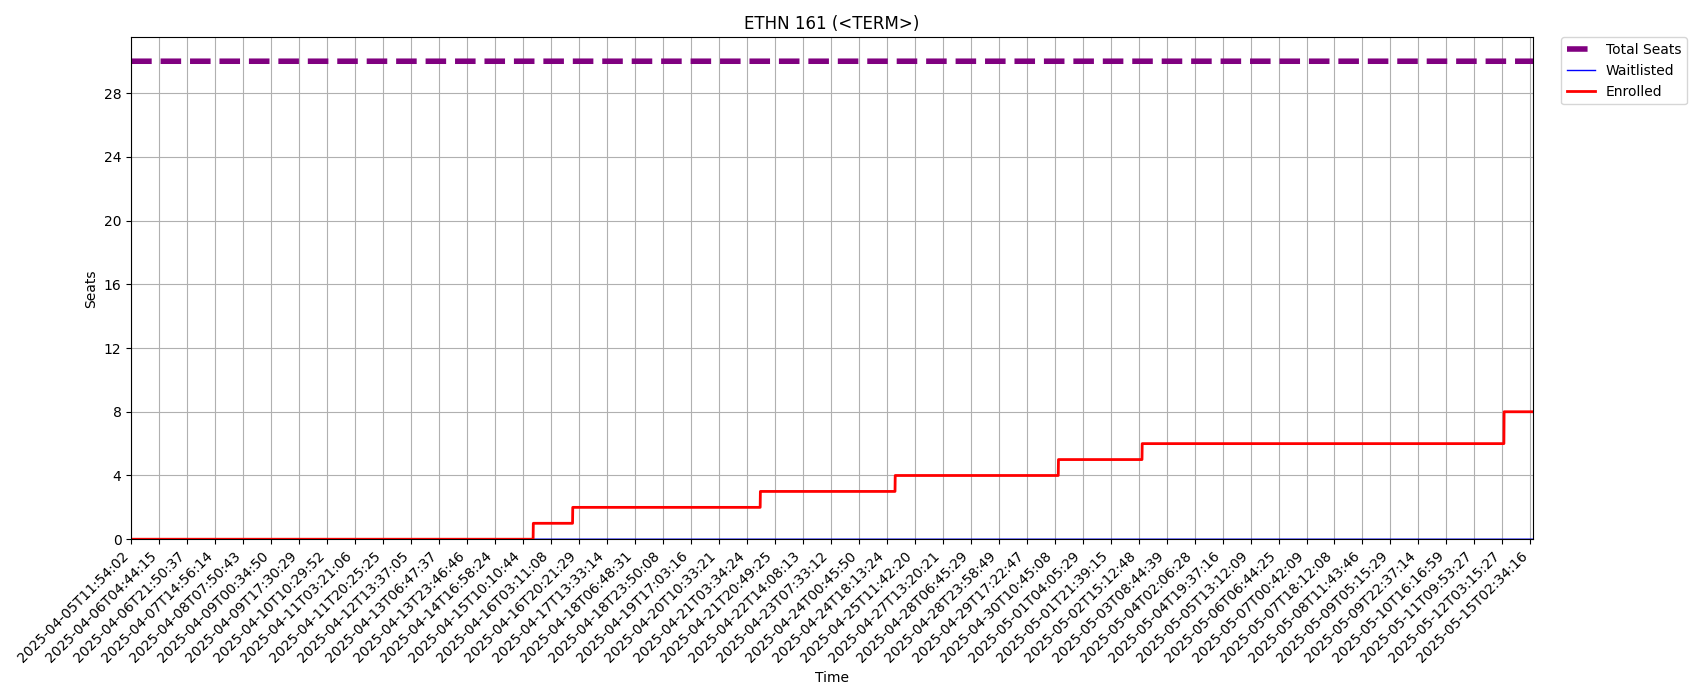 ETHN 161 (<TERM>)
Total Seats
Waitlisted
Enrolled
28
24
20
16
12
8
4
0
Seats
2025-04-05T11:54:02
2025-04-06T04:44:15
2025-04-06T21:50:37
2025-04-07T14:56:14
2025-04-08T07:50:43
2025-04-09T00:34:50
2025-04-09T17:30:29
2025-04-10T10:29:52
2025-04-11T03:21:06
2025-04-11T20:25:25
2025-04-12T13:37:05
2025-04-13T06:47:37
2025-04-13T23:46:46
2025-04-14T16:58:24
2025-04-15T10:10:44
2025-04-16T03:11:08
2025-04-16T20:21:29
2025-04-17T13:33:14
2025-04-18T06:48:31
2025-04-18T23:50:08
2025-04-19T17:03:16
2025-04-20T10:33:21
2025-04-21T03:34:24
2025-04-21T20:49:25
2025-04-22T14:08:13
2025-04-23T07:33:12
2025-04-24T00:45:50
2025-04-24T18:13:24
2025-04-25T11:42:20
2025-04-27T13:20:21
2025-04-28T06:45:29
2025-04-28T23:58:49
2025-04-29T17:22:47
2025-04-30T10:45:08
2025-05-01T04:05:29
2025-05-01T21:39:15
2025-05-02T15:12:48
2025-05-03T08:44:39
2025-05-04T02:06:28
2025-05-04T19:37:16
2025-05-05T13:12:09
2025-05-06T06:44:25
2025-05-07T00:42:09
2025-05-07T18:12:08
2025-05-08T11:43:46
2025-05-09T05:15:29
2025-05-09T22:37:14
2025-05-10T16:16:59
2025-05-11T09:53:27
2025-05-12T03:15:27
2025-05-15T02:34:16
Time